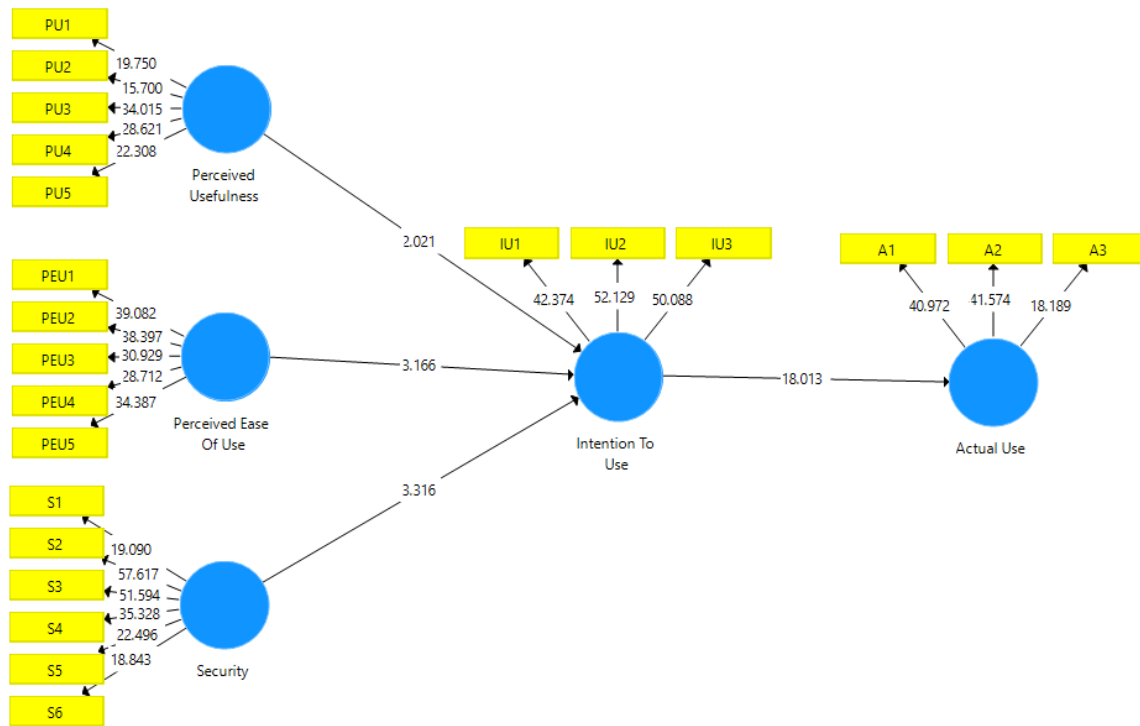 PU1
19.750
PU2
15.700
PU3
34.015
28.621
PU4
22.308
PU5
Perceived
Usefulness
2.021
IU1
IU2
IU3
42.374
52.129
50.088
A1
A2
A3
40.972
41.574
18.189
PEU1
39.082
PEU2
38.397
PEU3
30.929
28.712
PEU4
34.387
PEU5
Perceived Ease
Of Use
3.166
Intention To
Use
18.013
Actual Use
3.316
S1
19.090
S2
57.617
S3
51.594
35.328
S4
22.496
S5
18.843
S6
Security